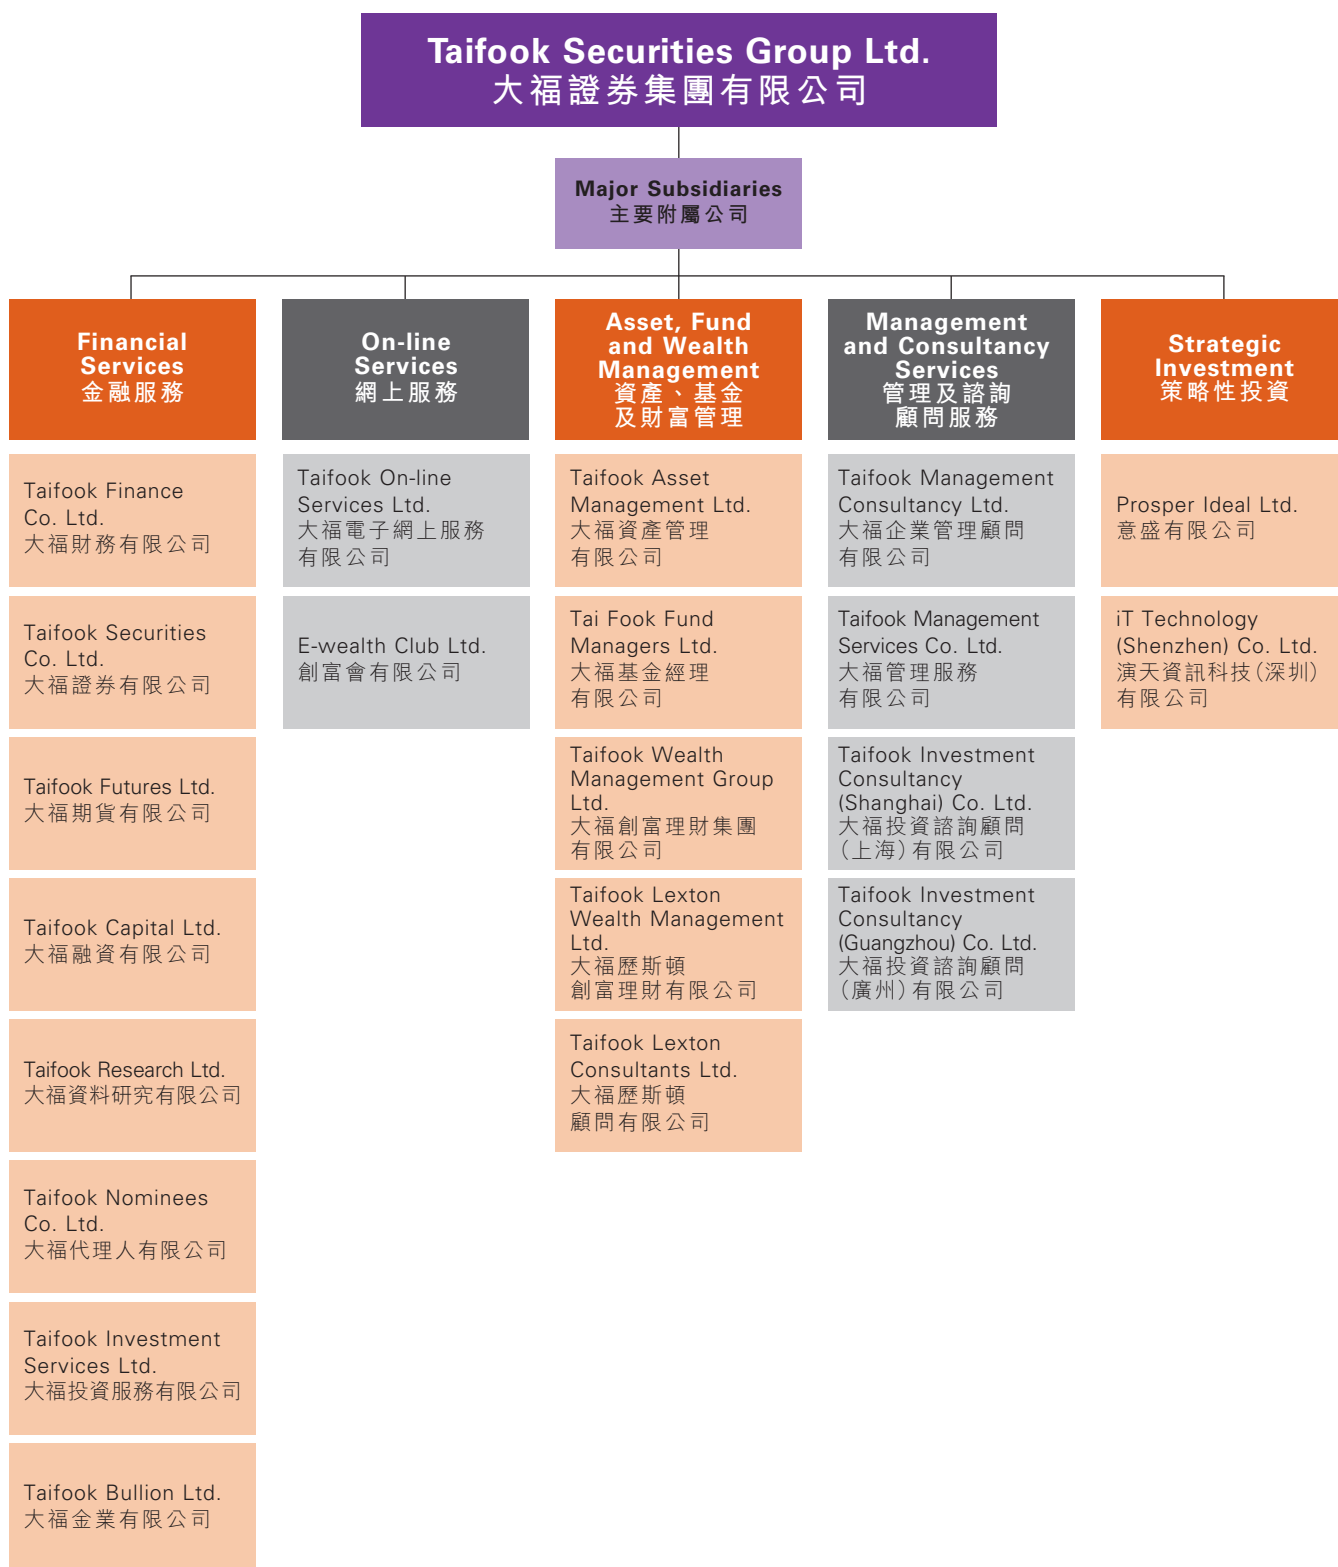 Taifook Securities Group Ltd.
大福證券集團有限公司
Major Subsidiaries
主要附屬公司
Financial
Services
金融服務
Taifook Finance
Co. Ltd.
大福財務有限公司
Taifook Securities
Co. Ltd.
大福證券有限公司
Taifook Futures Ltd.
大福期貨有限公司
Taifook Capital Ltd.
大福融資有限公司
Taifook Research Ltd.
大福資料研究有限公司
Taifook Nominees
Co. Ltd.
大福代理人有限公司
Taifook Investment
Services Ltd.
大福投資服務有限公司
Taifook Bullion Ltd.
大福金業有限公司
On-line
Services
網上服務
Taifook On-line
Services Ltd.
大福電子網上服務
有限公司
E-wealth Club Ltd.
創富會有限公司
Asset, Fund
and Wealth
Management
資產、基金
及財富管理
Taifook Asset
Management Ltd.
大福資產管理
有限公司
Tai Fook Fund
Managers Ltd.
大福基金經理
有限公司
Taifook Wealth
Management Group
Ltd.
大福創富理財集團
有限公司
Taifook Lexton
Wealth Management
Ltd.
大福歷斯頓
創富理財有限公司
Taifook Lexton
Consultants Ltd.
大福歷斯頓
顧問有限公司
Management
and Consultancy
Services
管理及諮詢
顧問服務
Taifook Management
Consultancy Ltd.
大福企業管理顧問
有限公司
Taifook Management
Services Co. Ltd.
大福管理服務
有限公司
Taifook Investment
Consultancy
(Shanghai) Co. Ltd.
大福投資諮詢顧問
（上海）有限公司
Taifook Investment
Consultancy
(Guangzhou) Co. Ltd.
大福投資諮詢顧問
（廣州）有限公司
Strategic
Investment
策略性投資
Prosper Ideal Ltd.
意盛有限公司
iT Technology
(Shenzhen) Co. Ltd.
演天資訊科技（深圳）
有限公司